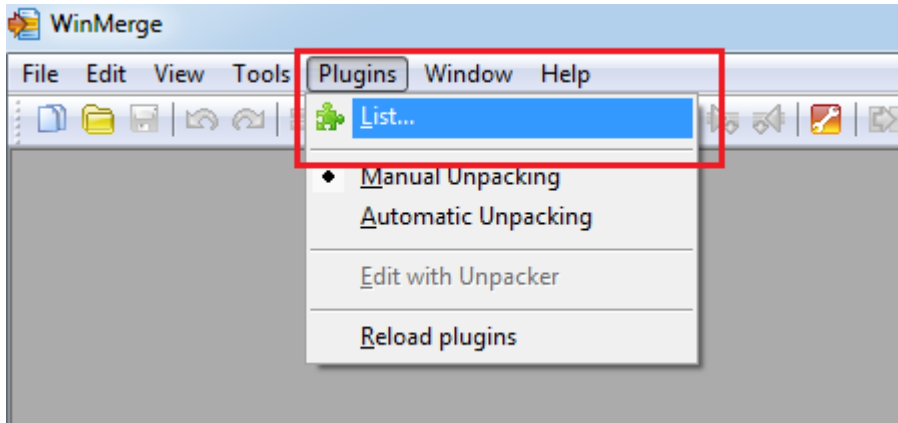 WinMerge
File Edit View Tools Plugins Window Help
List...
Manual Unpacking
Automatic Unpacking
Edit with Unpacker
Reload plugins